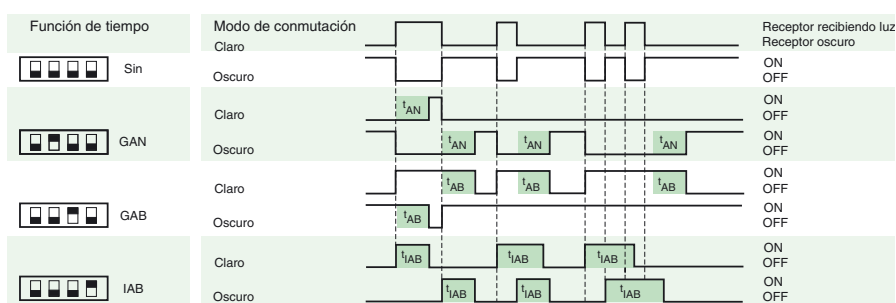 Función de tiempo Modo de conmutación Receptor recibiendo luz
Claro Receptor oscuro
Sin Oscuro ON
OFF
Claro tAN ON
OFF
GAN Oscuro tAN tAN tAN ON
OFF
Claro tAB tAB tAB ON
OFF
GAB Oscuro tAB ON
OFF
Claro tIAB tIAB tIAB ON
OFF
IAB Oscuro tIAB tIAB tIAB ON
OFF